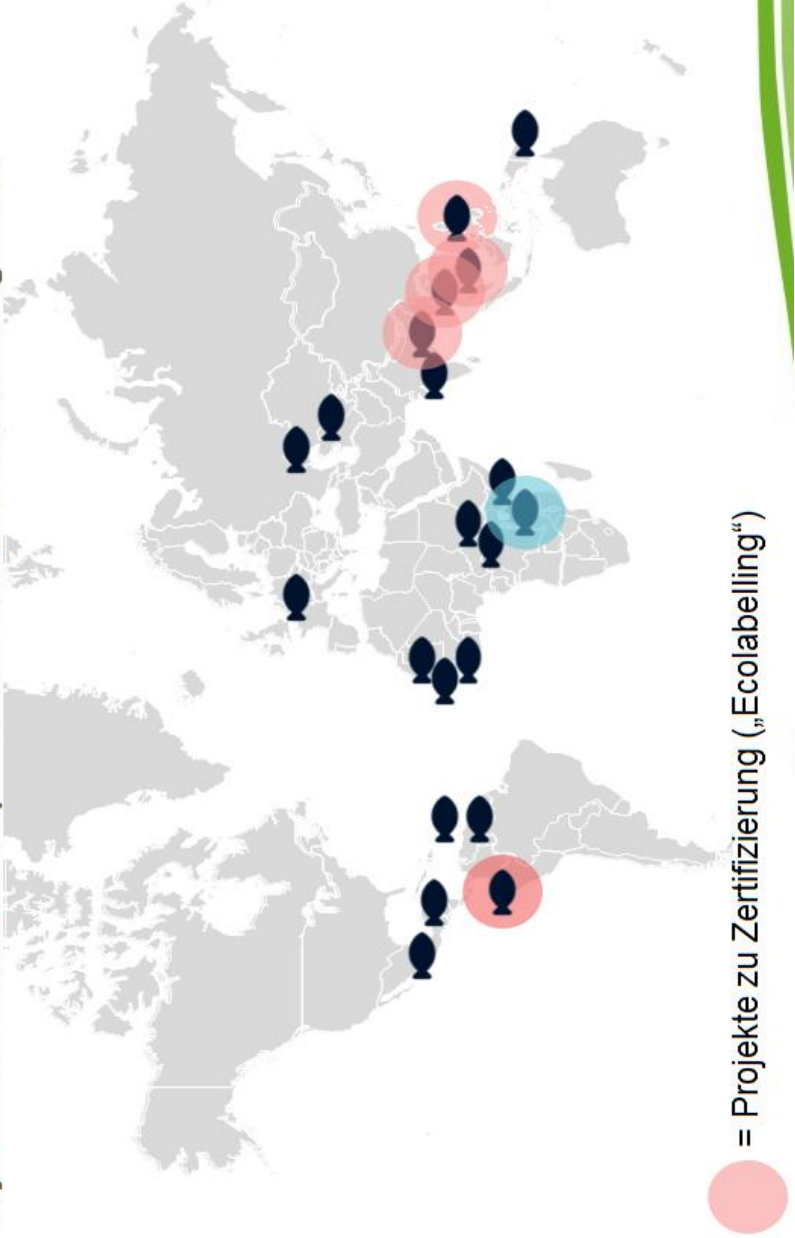 = Projekte zu Zertifizierung („Ecolabelling“)